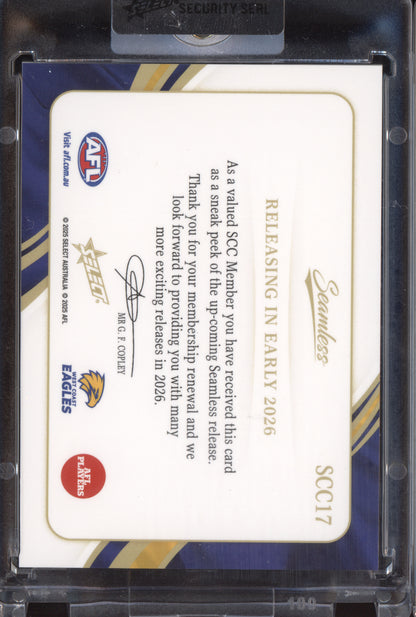 SECURITY SEAL
SELECT
Seamless
SCC17
RELEASING IN EARLY 2026
As a valued SCC Member you have received this card
as a sneak peek of the up-coming Seamless release.
Thank you for your membership renewal and we
look forward to providing you with many
more exciting releases in 2026.
MR G. F. COPLEY
AFL
Visit afl.com.au
SELECT
© 2025 SELECT AUSTRALIA © 2025 AFL
WEST COAST
EAGLES
AFL
PLAYERS